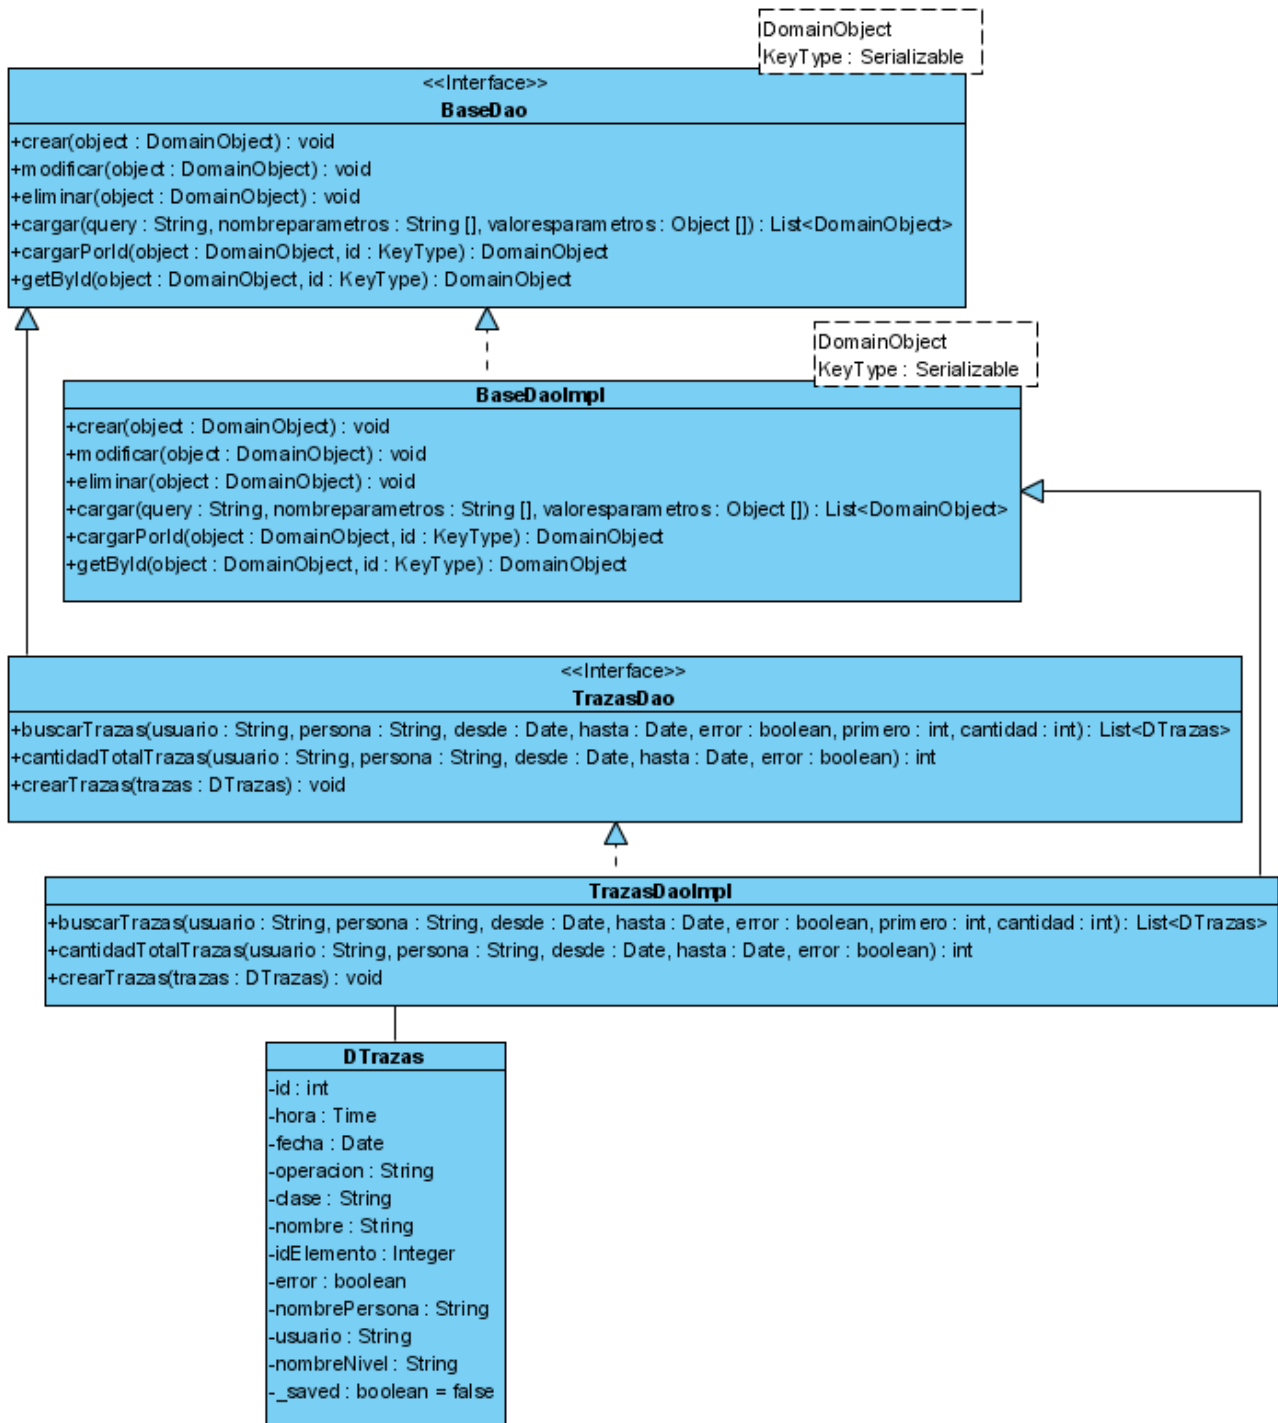 DomainObject
KeyType : Serializable
<<Interface>>
BaseDao
+crear(object : DomainObject) : void
+modificar(object : DomainObject) : void
+eliminar(object : DomainObject) : void
+cargar(query : String, nombreparametros : String [], valoresparametros : Object []) : List<DomainObject>
+cargarPorId(object : DomainObject, id : KeyType) : DomainObject
+getById(object : DomainObject, id : KeyType) : DomainObject
DomainObject
KeyType : Serializable
BaseDaoImpl
+crear(object : DomainObject) : void
+modificar(object : DomainObject) : void
+eliminar(object : DomainObject) : void
+cargar(query : String, nombreparametros : String [], valoresparametros : Object []) : List<DomainObject>
+cargarPorId(object : DomainObject, id : KeyType) : DomainObject
+getById(object : DomainObject, id : KeyType) : DomainObject
<<Interface>>
TrazasDao
+buscarTrazas(usuario : String, persona : String, desde : Date, hasta : Date, error : boolean, primero : int, cantidad : int) : List<DTrazas>
+cantidadTotalTrazas(usuario : String, persona : String, desde : Date, hasta : Date, error : boolean) : int
+crearTrazas(trazas : DTrazas) : void
TrazasDaoImpl
+buscarTrazas(usuario : String, persona : String, desde : Date, hasta : Date, error : boolean, primero : int, cantidad : int) : List<DTrazas>
+cantidadTotalTrazas(usuario : String, persona : String, desde : Date, hasta : Date, error : boolean) : int
+crearTrazas(trazas : DTrazas) : void
DTrazas
-id : int
-hora : Time
-fecha : Date
-operacion : String
-clase : String
-nombre : String
-idElemento : Integer
-error : boolean
-nombrePersona : String
-usuario : String
-nombreNivel : String
-_saved : boolean = false